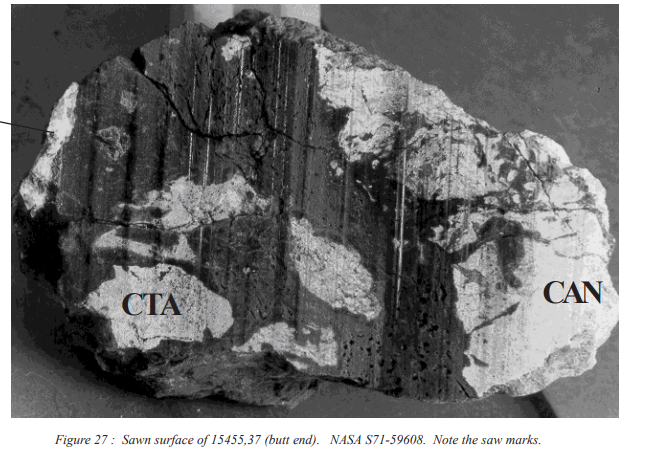 CAN
CTA
Figure 27 : Sawn surface of 15455,37 (butt end). NASA S71-59608. Note the saw marks.